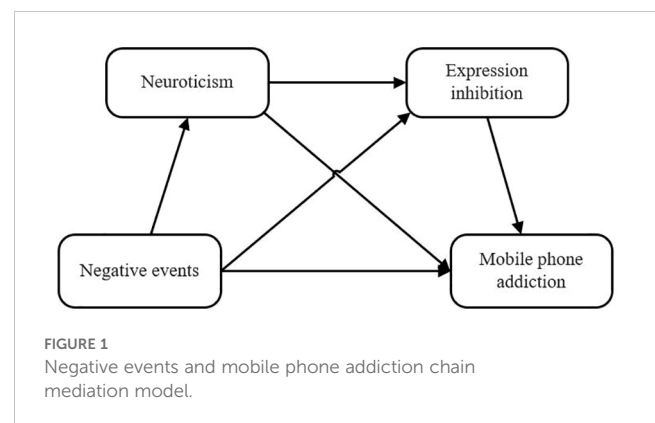 Neuroticism
Expression
inhibition
Negative events
Mobile phone
addiction
FIGURE 1
Negative events and mobile phone addiction chain
mediation model.